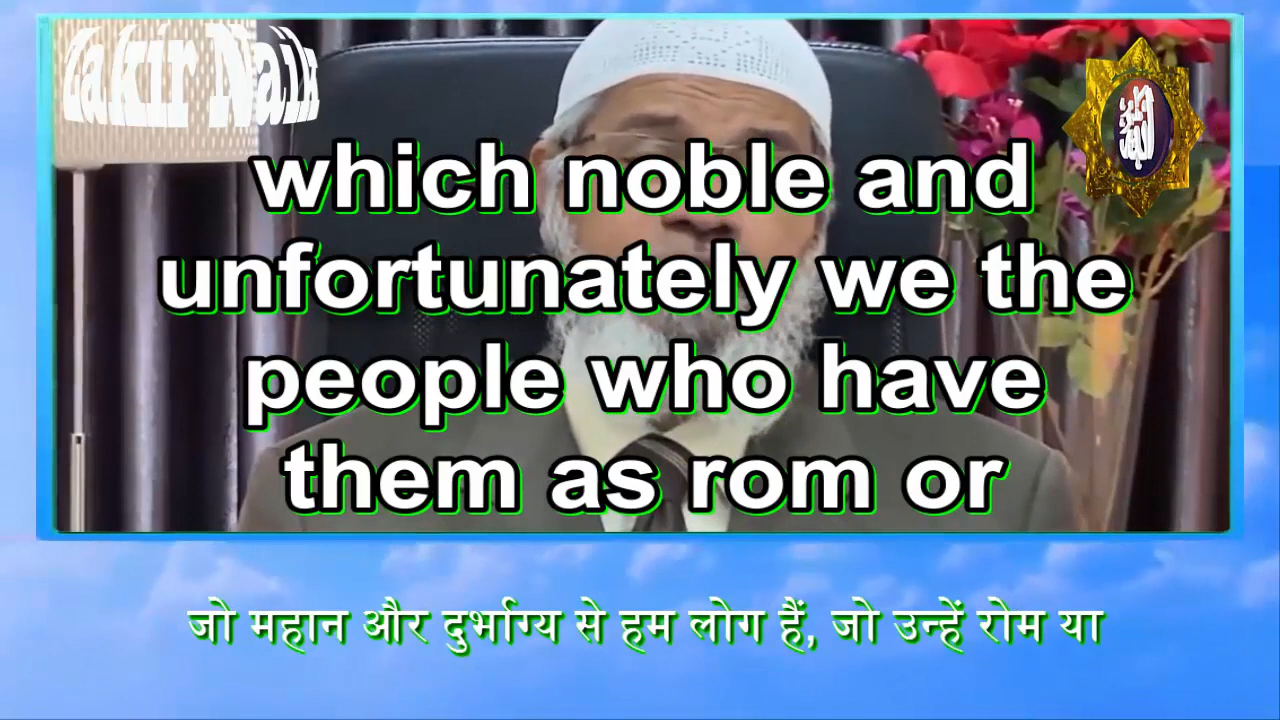 Zakir Naik
which noble and
unfortunately we the
people who have
them as rom or
जो महान और दुर्भाग्य से हम लोग हैं, जो उन्हें रोम या